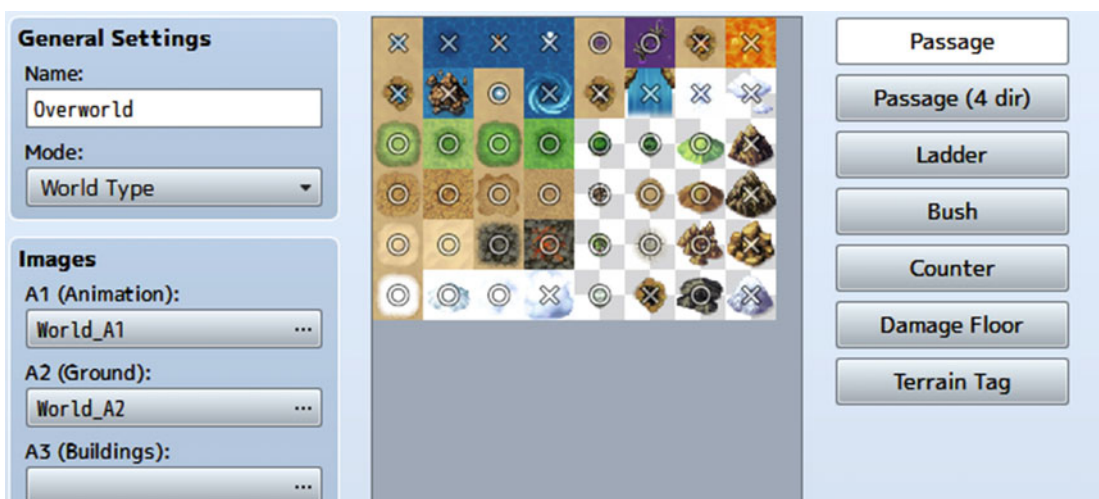 General Settings
Name:
Overworld
Mode:
World Type
Images
A1 (Animation):
World_A1 ...
A2 (Ground):
World_A2 ...
A3 (Buildings):
...
Passage
Passage (4 dir)
Ladder
Bush
Counter
Damage Floor
Terrain Tag